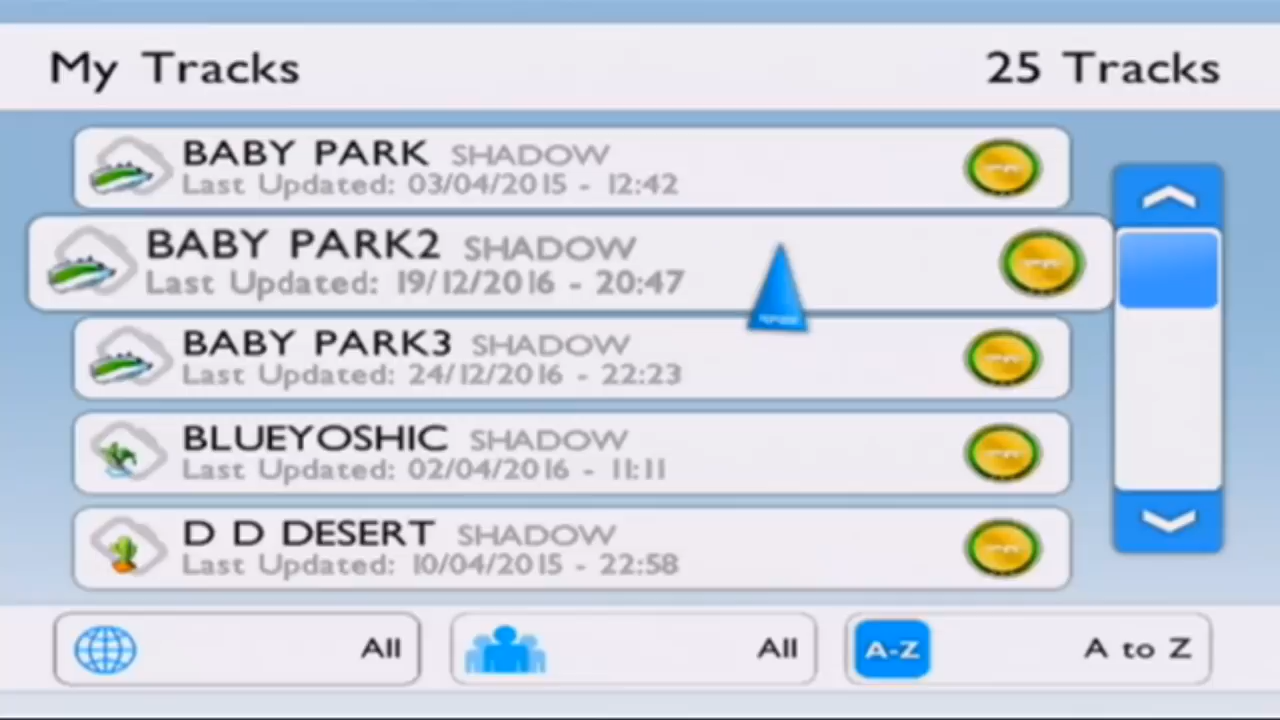 My Tracks 25 Tracks
BABY PARK SHADOW
Last Updated: 03/04/2015 - 12:42
BABY PARK2 SHADOW
Last Updated: 19/12/2016 - 20:47
BABY PARK3 SHADOW
Last Updated: 24/12/2016 - 22:23
BLUEYOSHIC SHADOW
Last Updated: 02/04/2016 - 11:11
D D DESERT SHADOW
Last Updated: 10/04/2015 - 22:58
All All A-Z A to Z